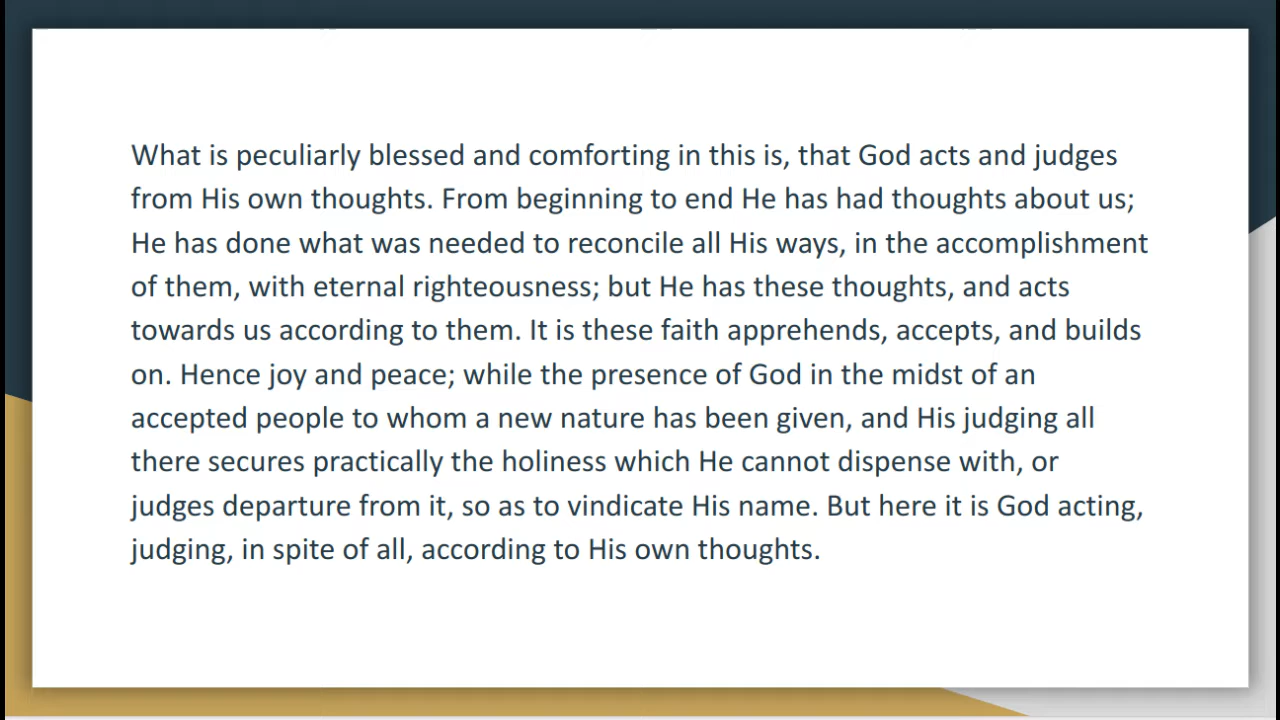 What is peculiarly blessed and comforting in this is, that God acts and judges
from His own thoughts. From beginning to end He has had thoughts about us;
He has done what was needed to reconcile all His ways, in the accomplishment
of them, with eternal righteousness; but He has these thoughts, and acts
towards us according to them. It is these faith apprehends, accepts, and builds
on. Hence joy and peace; while the presence of God in the midst of an
accepted people to whom a new nature has been given, and His judging all
there secures practically the holiness which He cannot dispense with, or
judges departure from it, so as to vindicate His name. But here it is God acting,
judging, in spite of all, according to His own thoughts.